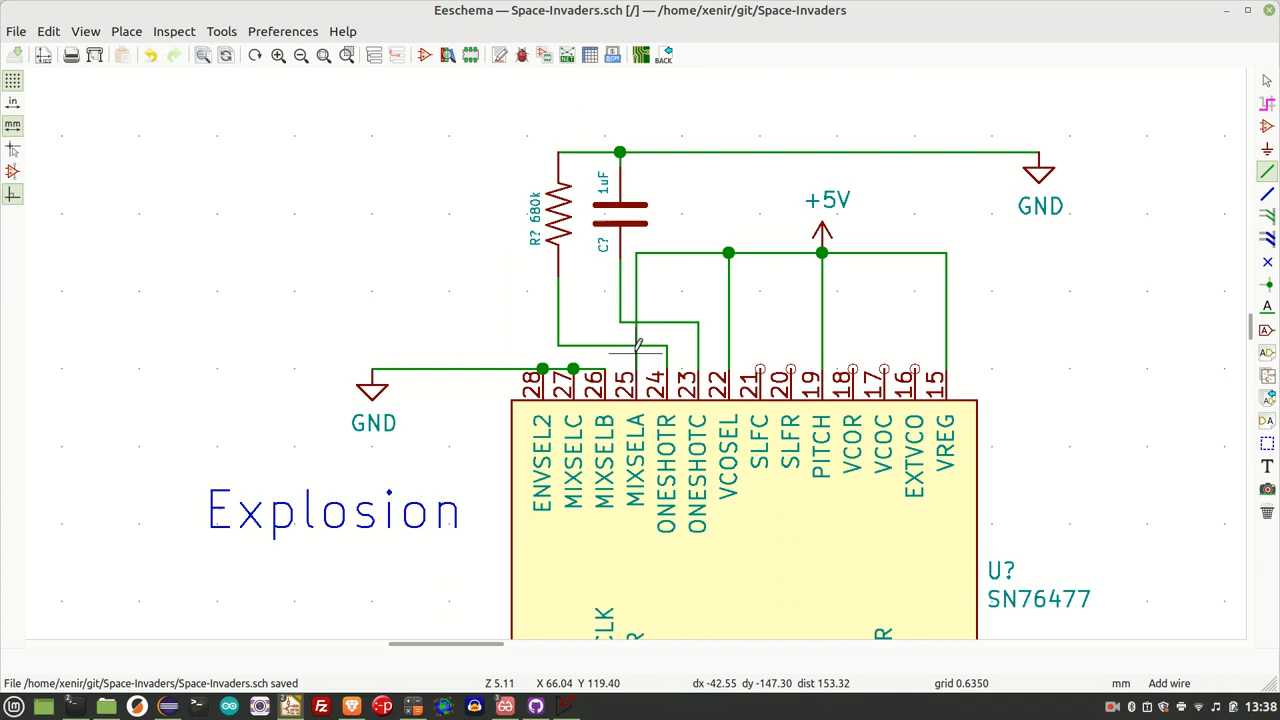 Eeschema — Space-Invaders.sch [/] — /home/xenir/git/Space-Invaders
File Edit View Place Inspect Tools Preferences Help
BACK
in
mm
1uF
R? 680k
C?
+5V
GND
GND
28 27 26 25 24 23 22 21 20 19 18 17 16 15
ENVSEL2 MIXSELC MIXSELB MIXSELA ONESHOTR ONESHOTC VCOSEL SLFC SLFR PITCH VCOR VCOC EXTVCO VREG
Explosion
U?
SN76477
CLK
R
R
File /home/xenir/git/Space-Invaders/Space-Invaders.sch saved Z 5.11 X 66.04 Y 119.40 dx -42.55 dy -147.30 dist 153.32 grid 0.6350 mm Add wire
13:38